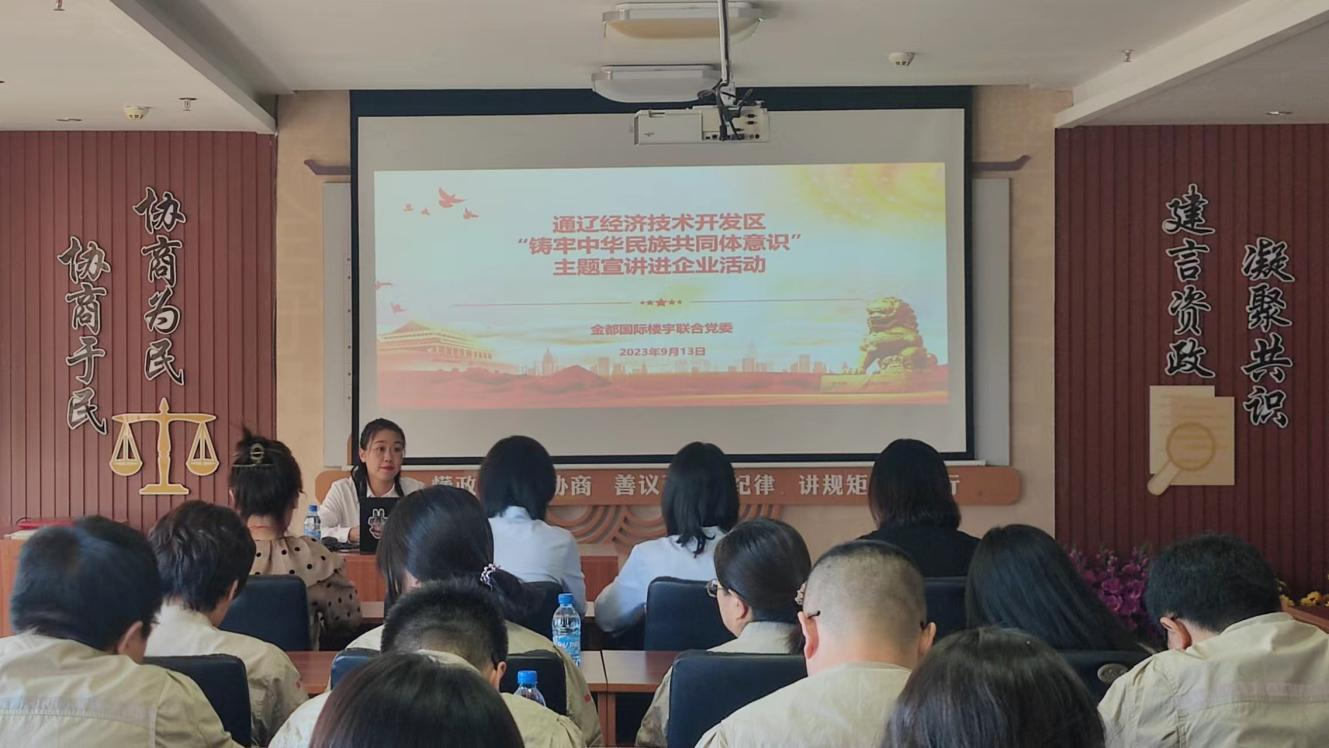 协商为民
协商于民
通辽经济技术开发区
“铸牢中华民族共同体意识”
主题宣讲进企业活动
金都国际楼宇联合党委
2023年9月13日
建言资政
凝聚共识
懂政 协商 善议 纪律 讲规矩 行